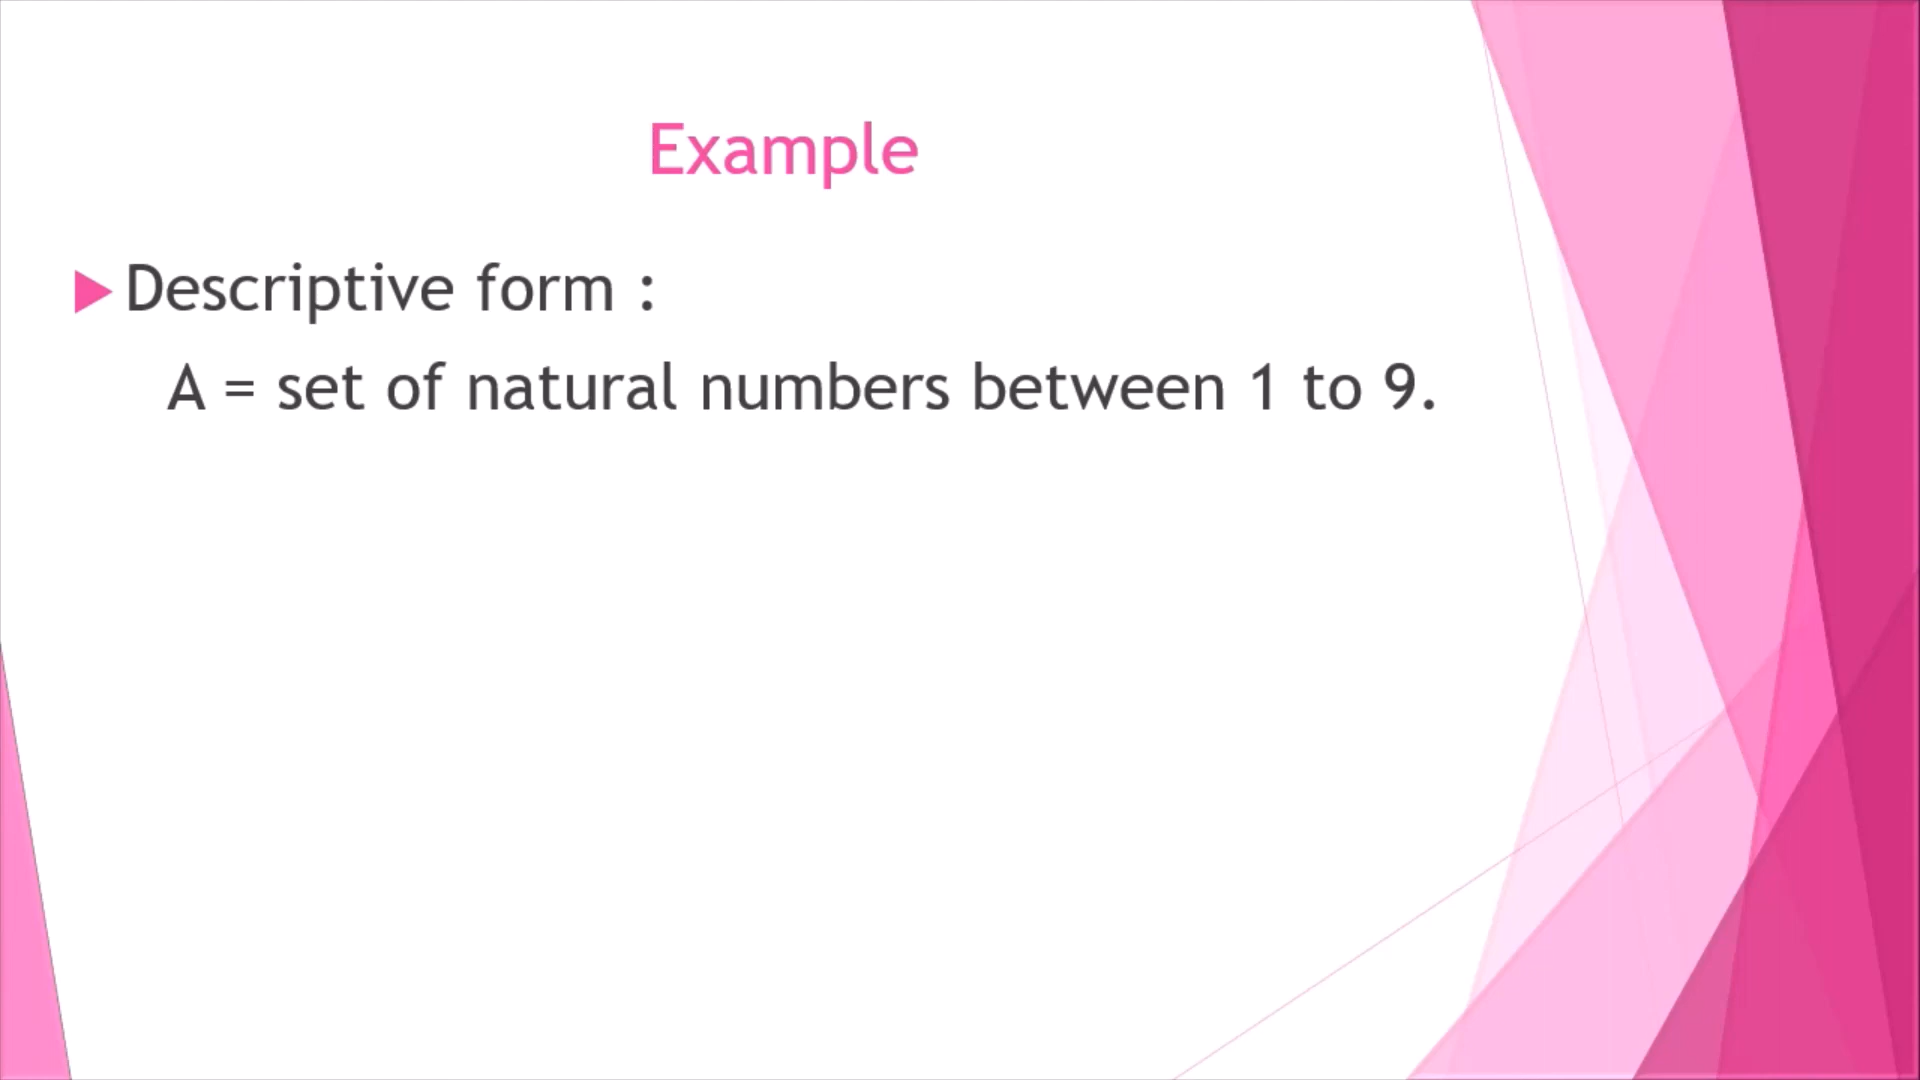 Example
Descriptive form :
A = set of natural numbers between 1 to 9.